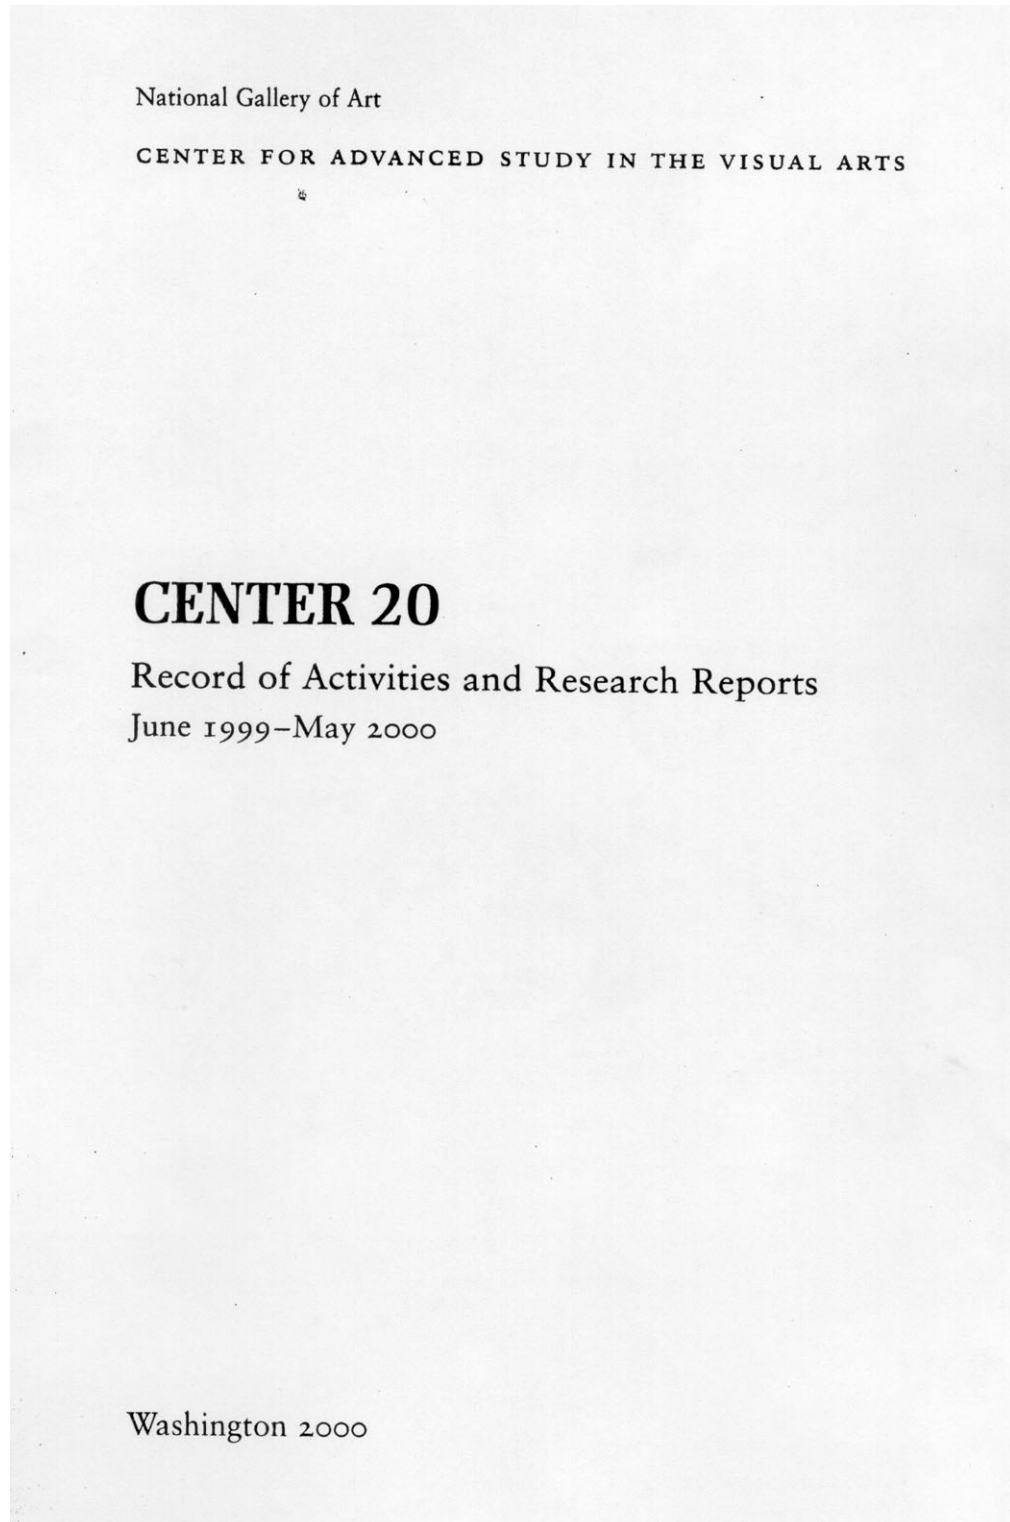 National Gallery of Art
CENTER FOR ADVANCED STUDY IN THE VISUAL ARTS
CENTER 20
Record of Activities and Research Reports
June 1999–May 2000
Washington 2000